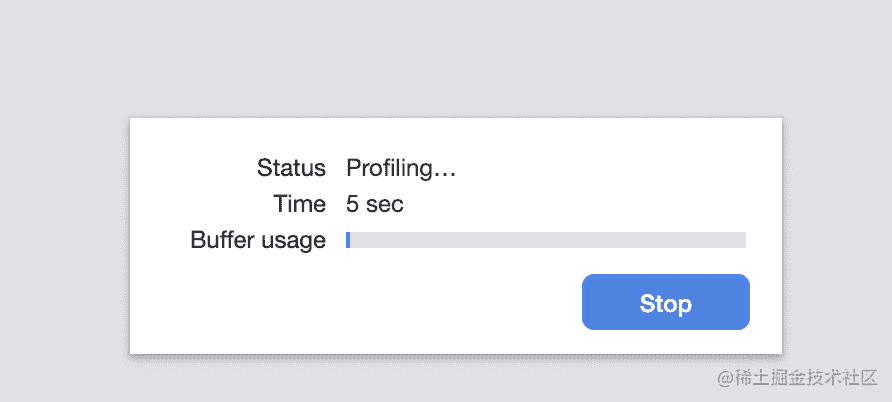 Status Profiling…
Time 5 sec
Buffer usage
Stop
@稀土掘金技术社区